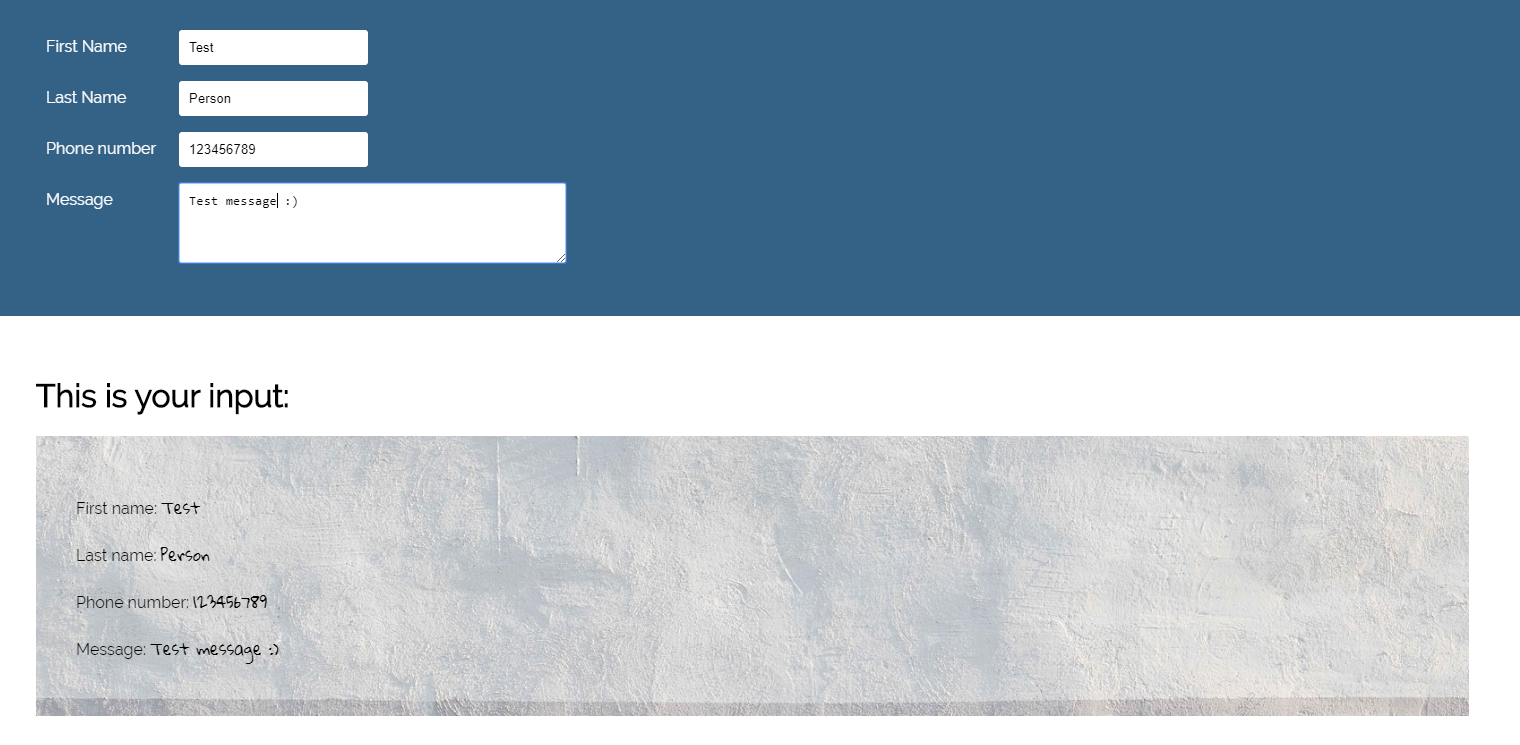 First Name Test
Last Name Person
Phone number 123456789
Message Test message :)
This is your input:
First name: Test
Last name: Person
Phone number: 123456789
Message: Test message :)